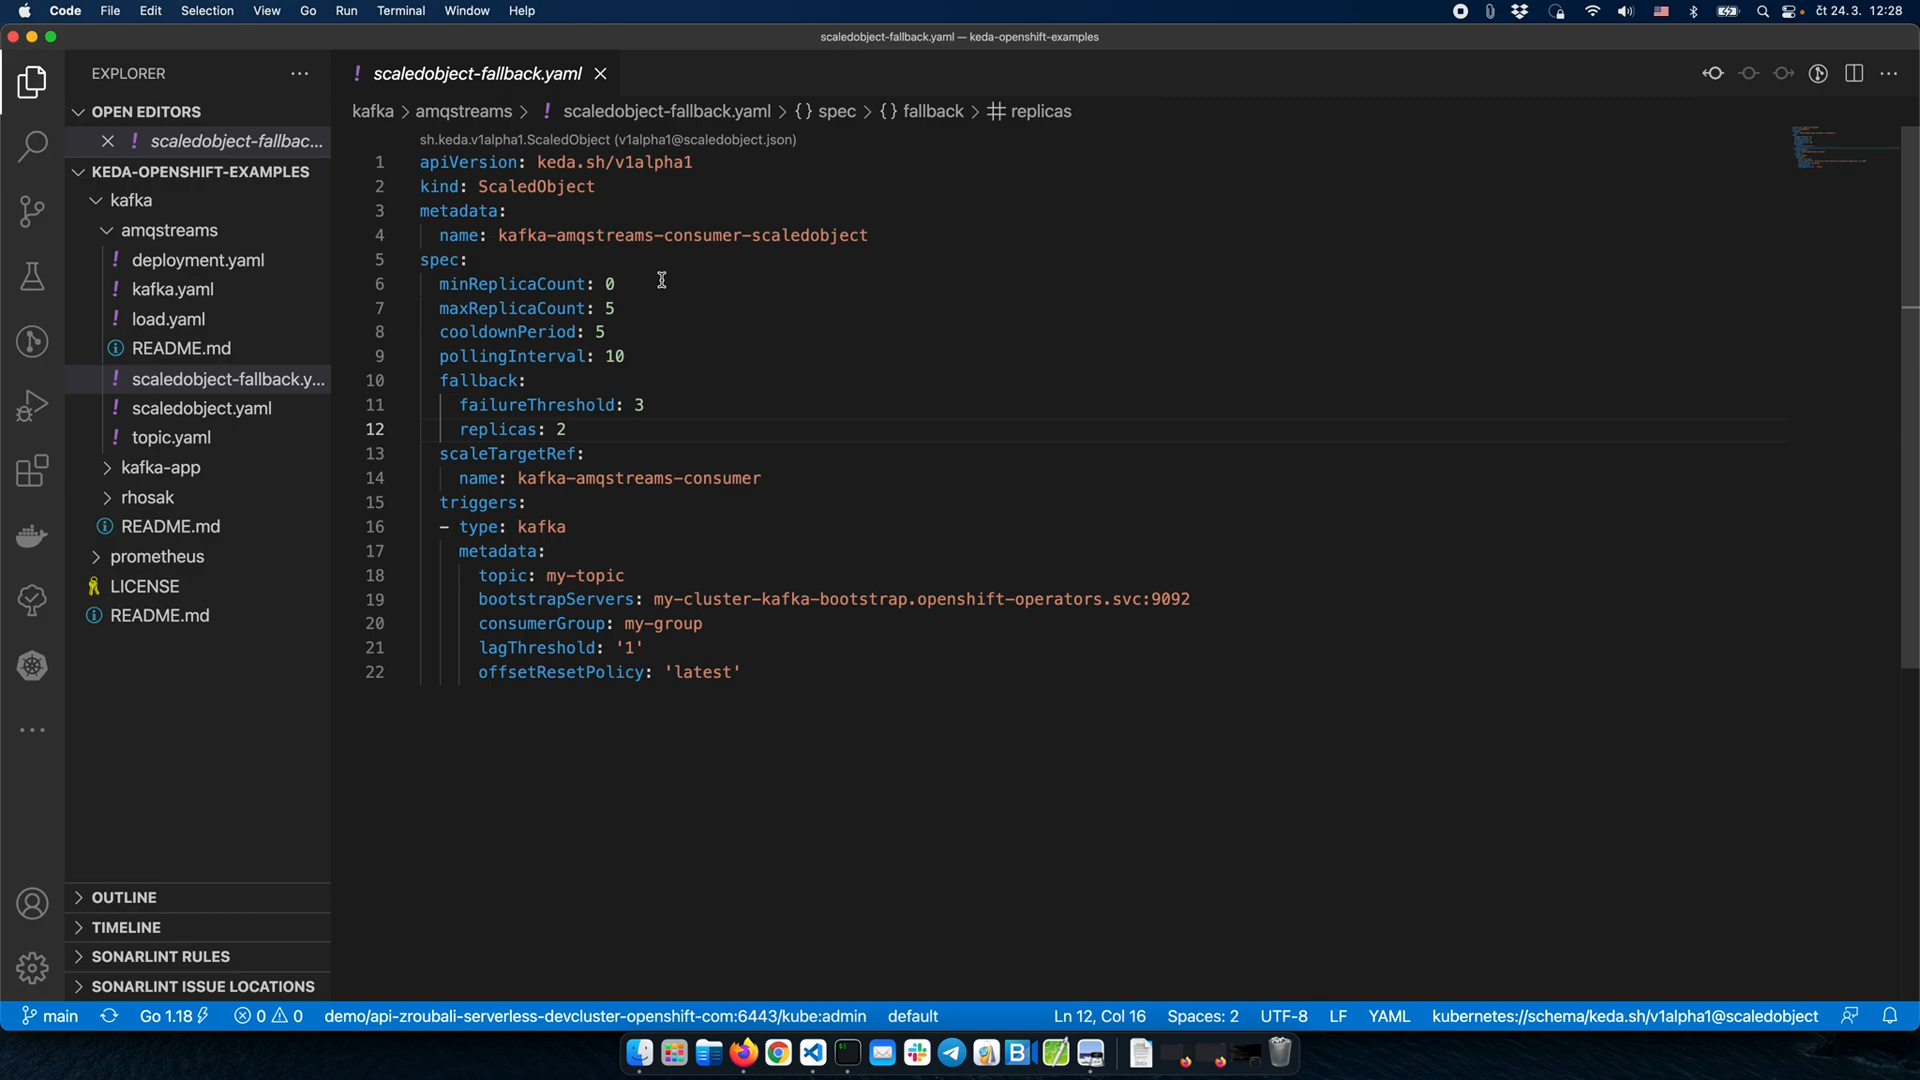 Code File Edit Selection View Go Run Terminal Window Help čt 24.3. 12:28
scaledobject-fallback.yaml — keda-openshift-examples
EXPLORER
OPEN EDITORS
scaledobject-fallbac...
KEDA-OPENSHIFT-EXAMPLES
kafka
amqstreams
deployment.yaml
kafka.yaml
load.yaml
README.md
scaledobject-fallback.y...
scaledobject.yaml
topic.yaml
kafka-app
rhosak
README.md
prometheus
LICENSE
README.md
OUTLINE
TIMELINE
SONARLINT RULES
SONARLINT ISSUE LOCATIONS
scaledobject-fallback.yaml
kafka > amqstreams > ! scaledobject-fallback.yaml > {} spec > {} fallback > replicas
sh.keda.v1alpha1.ScaledObject (v1alpha1@scaledobject.json)
1 apiVersion: keda.sh/v1alpha1
2 kind: ScaledObject
3 metadata:
4 name: kafka-amqstreams-consumer-scaledobject
5 spec:
6 minReplicaCount: 0
7 maxReplicaCount: 5
8 cooldownPeriod: 5
9 pollingInterval: 10
10 fallback:
11 failureThreshold: 3
12 replicas: 2
13 scaleTargetRef:
14 name: kafka-amqstreams-consumer
15 triggers:
16 - type: kafka
17 metadata:
18 topic: my-topic
19 bootstrapServers: my-cluster-kafka-bootstrap.openshift-operators.svc:9092
20 consumerGroup: my-group
21 lagThreshold: '1'
22 offsetResetPolicy: 'latest'
main Go 1.18 0 0 demo/api-zroubali-serverless-devcluster-openshift-com:6443/kube:admin default Ln 12, Col 16 Spaces: 2 UTF-8 LF YAML kubernetes://schema/keda.sh/v1alpha1@scaledobject